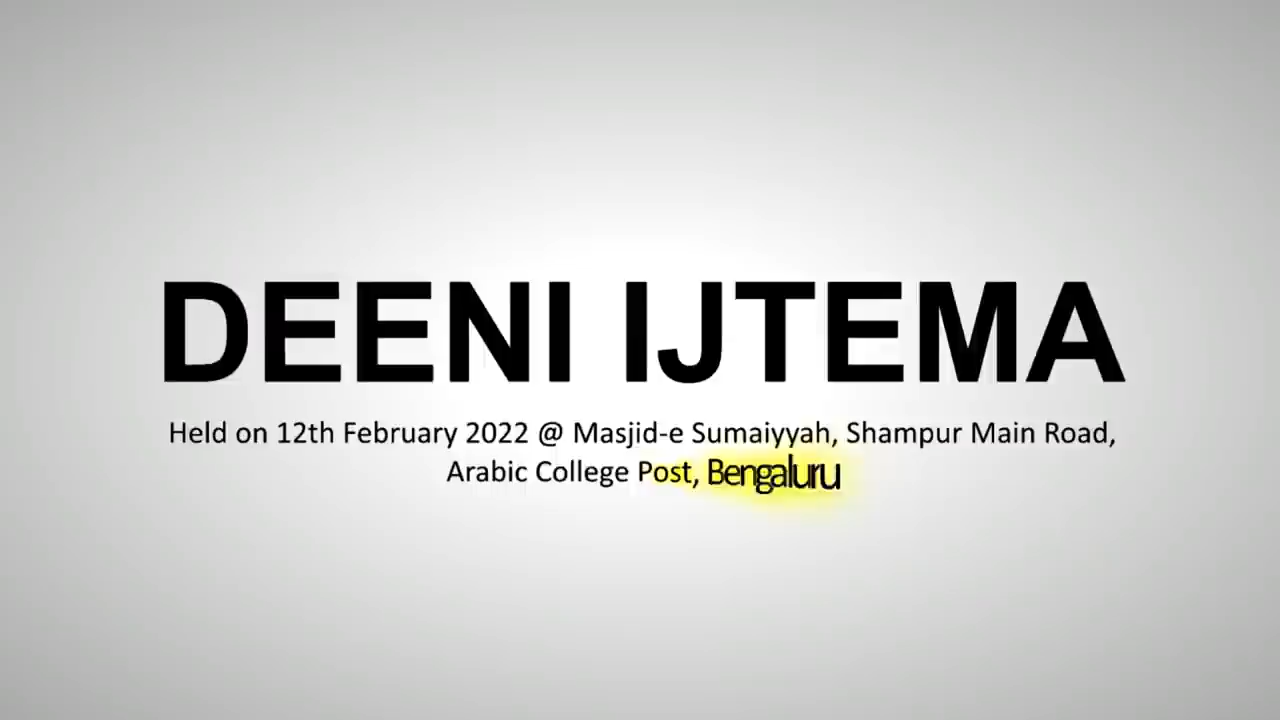 DEENI IJTEMA
Held on 12th February 2022 @ Masjid-e Sumaiyyah, Shampur Main Road,
Arabic College Post, Bengaluru